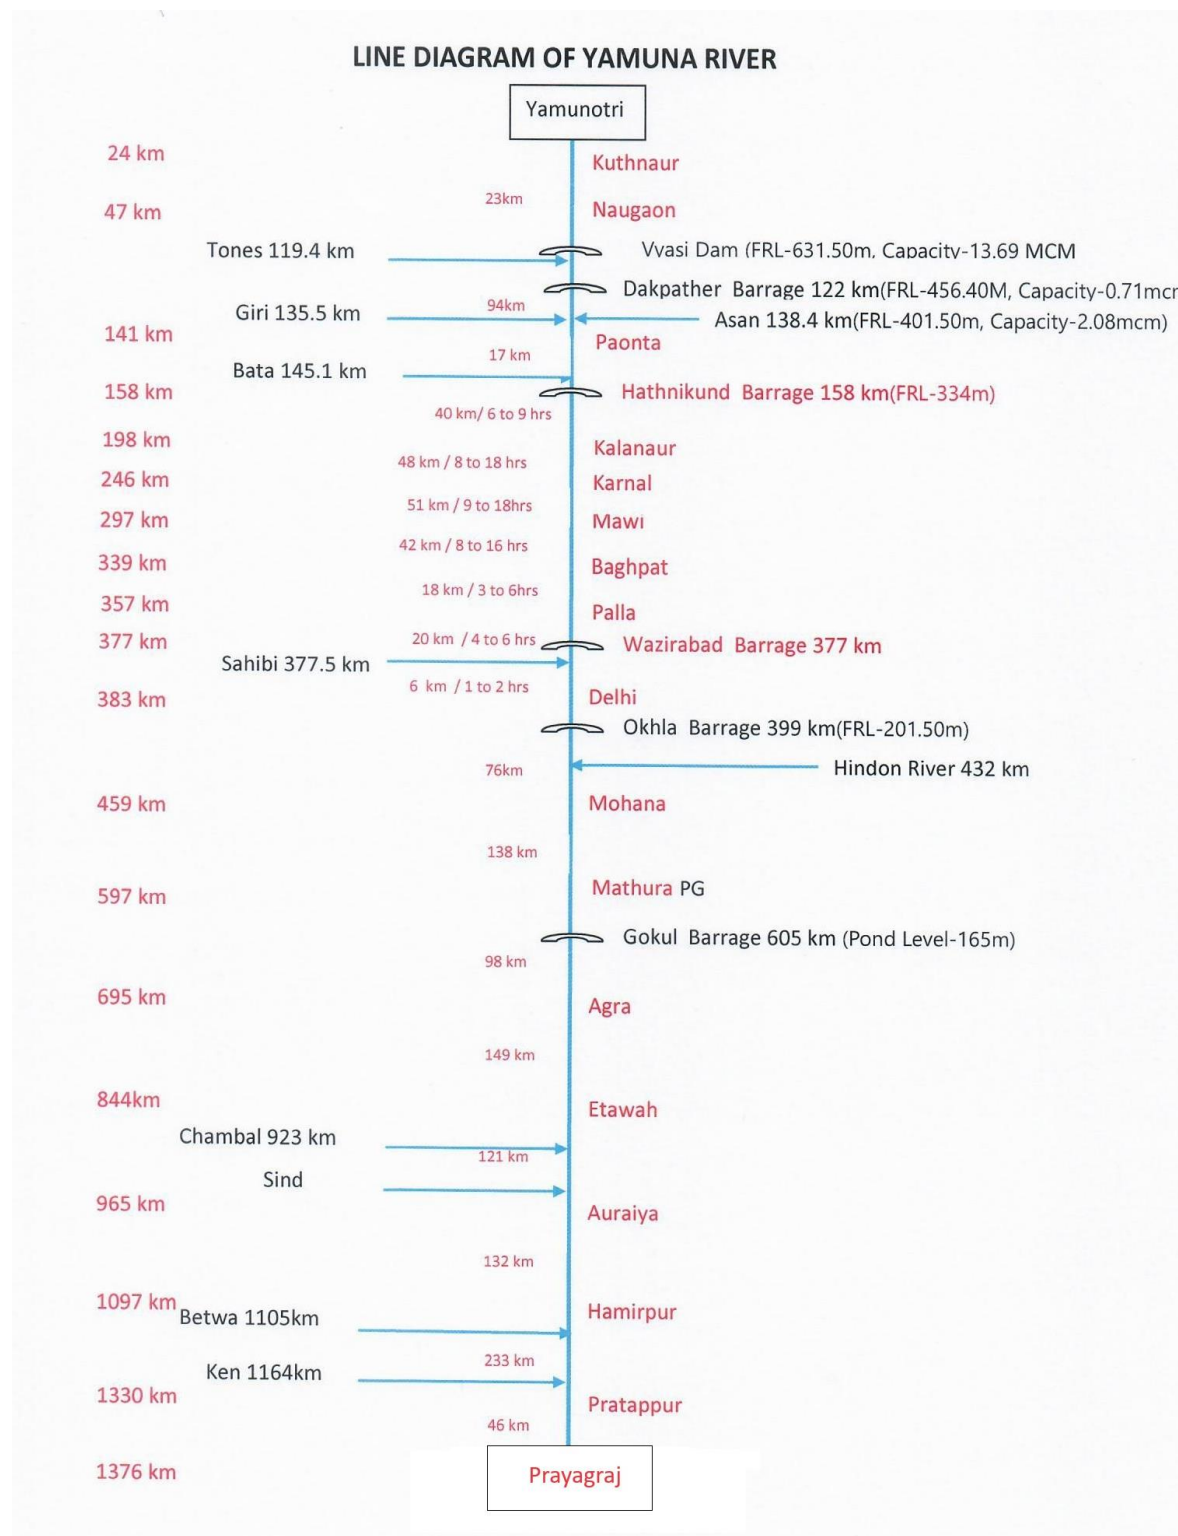 LINE DIAGRAM OF YAMUNA RIVER
Yamunotri
24 km
Kuthnaur
23km
47 km
Naugaon
Tones 119.4 km
Vyasi Dam (FRL-631.50m, Capacity-13.69 MCM
Dakpather Barrage 122 km(FRL-456.40M, Capacity-0.71mcm
94km
Giri 135.5 km
Asan 138.4 km(FRL-401.50m, Capacity-2.08mcm)
141 km
Paonta
17 km
Bata 145.1 km
158 km
Hathnikund Barrage 158 km(FRL-334m)
40 km/ 6 to 9 hrs
198 km
Kalanaur
48 km / 8 to 18 hrs
246 km
Karnal
51 km / 9 to 18hrs
297 km
Mawi
42 km / 8 to 16 hrs
339 km
Baghpat
18 km / 3 to 6hrs
357 km
Palla
377 km
20 km / 4 to 6 hrs
Wazirabad Barrage 377 km
Sahibi 377.5 km
6 km / 1 to 2 hrs
383 km
Delhi
Okhla Barrage 399 km(FRL-201.50m)
76km
Hindon River 432 km
459 km
Mohana
138 km
597 km
Mathura PG
Gokul Barrage 605 km (Pond Level-165m)
98 km
695 km
Agra
149 km
844km
Etawah
Chambal 923 km
121 km
Sind
965 km
Auraiya
132 km
1097 km
Hamirpur
Betwa 1105km
233 km
Ken 1164km
1330 km
Pratappur
46 km
1376 km
Prayagraj